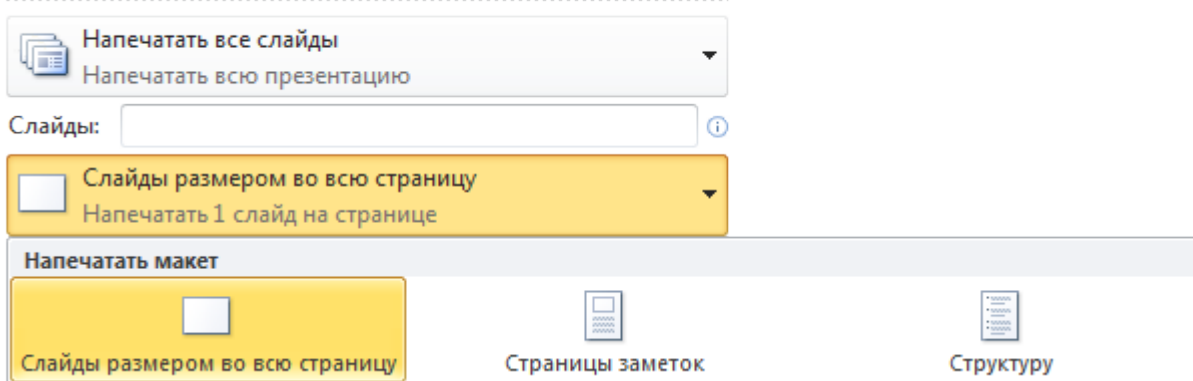 Напечатать все слайды
Напечатать всю презентацию
Слайды:
Слайды размером во всю страницу
Напечатать 1 слайд на странице
Напечатать макет
Слайды размером во всю страницу
Страницы заметок
Структуру